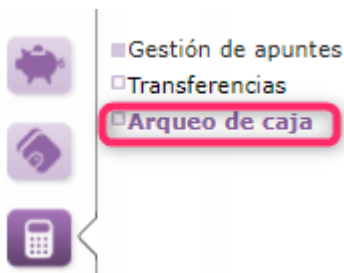 Gestión de apuntes
Transferencias
Arqueo de caja